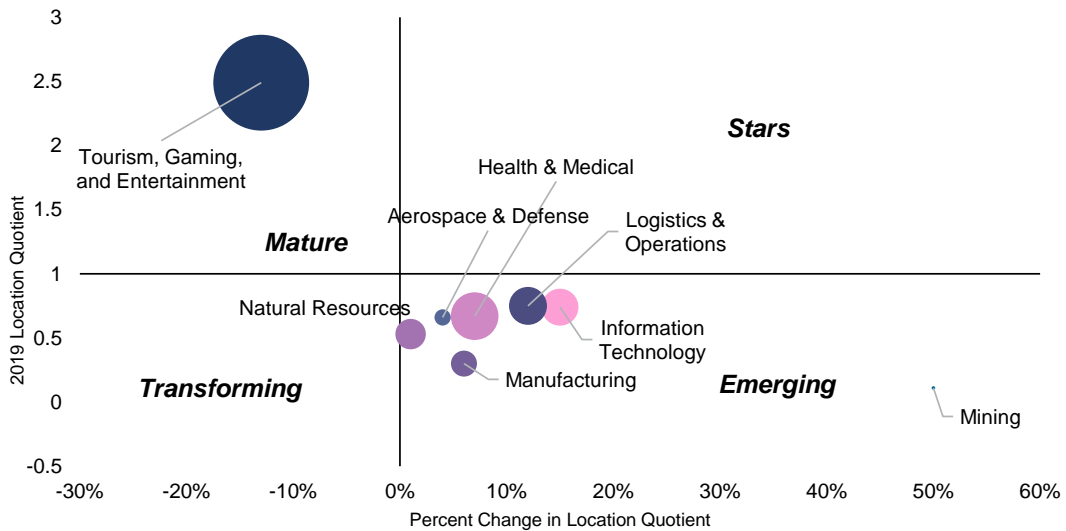 3
2.5
2
1.5
1
0.5
0
-0.5
2019 Location Quotient
Tourism, Gaming,
and Entertainment
Stars
Health & Medical
Aerospace & Defense
Logistics &
Operations
Mature
Natural Resources
Information
Technology
Manufacturing
Transforming
Emerging
Mining
-30%
-20%
-10%
0%
10%
20%
30%
40%
50%
60%
Percent Change in Location Quotient